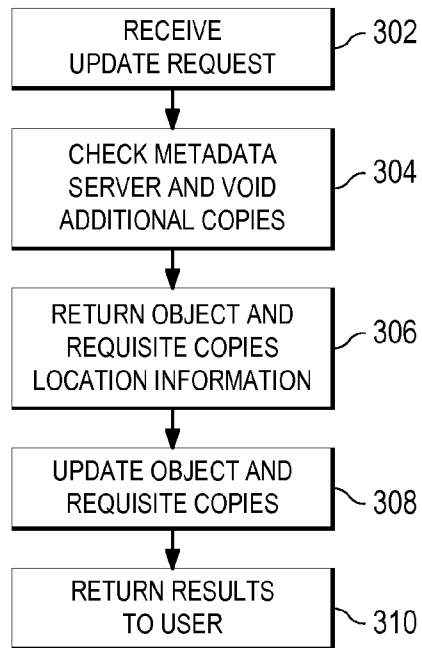 RECEIVE
UPDATE REQUEST
302
CHECK METADATA
SERVER AND VOID
ADDITIONAL COPIES
304
RETURN OBJECT AND
REQUISITE COPIES
LOCATION INFORMATION
306
UPDATE OBJECT AND
REQUISITE COPIES
308
RETURN RESULTS
TO USER
310